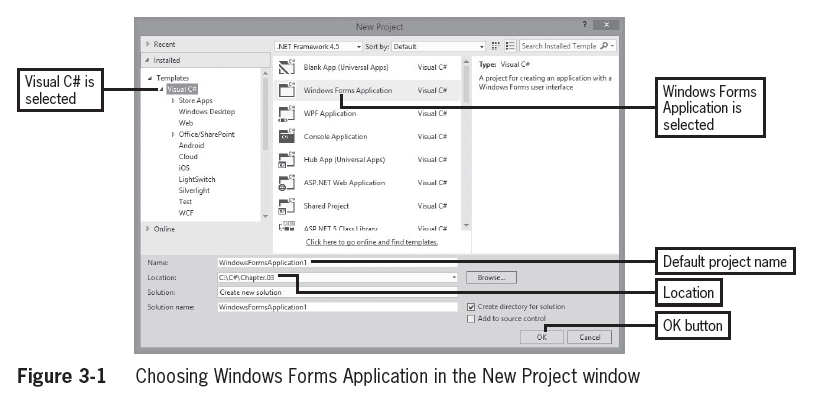 New Project
? x
Recent
.NET Framework 4.5
Sort by: Default
Search Installed Templa
Installed
Templates
Visual C#
Store Apps
Windows Desktop
Web
Office/SharePoint
Android
Cloud
iOS
LightSwitch
Silverlight
Test
WCF
Online
Blank App (Universal Apps) Visual C#
Windows Forms Application Visual C#
WPF Application Visual C#
Console Application Visual C#
Hub App (Universal Apps) Visual C#
ASP.NET Web Application Visual C#
Shared Project Visual C#
ASP.NET 5 Class Library Visual C#
Click here to go online and find templates.
Type: Visual C#
A project for creating an application with a
Windows Forms user interface
Name: WindowsFormsApplication1
Location: C:\C#\Chapter.03
Browse...
Solution: Create new solution
Solution name: WindowsFormsApplication1
Create directory for solution
Add to source control
OK Cancel
Visual C# is
selected
Windows Forms
Application is
selected
Default project name
Location
OK button
Figure 3-1 Choosing Windows Forms Application in the New Project window